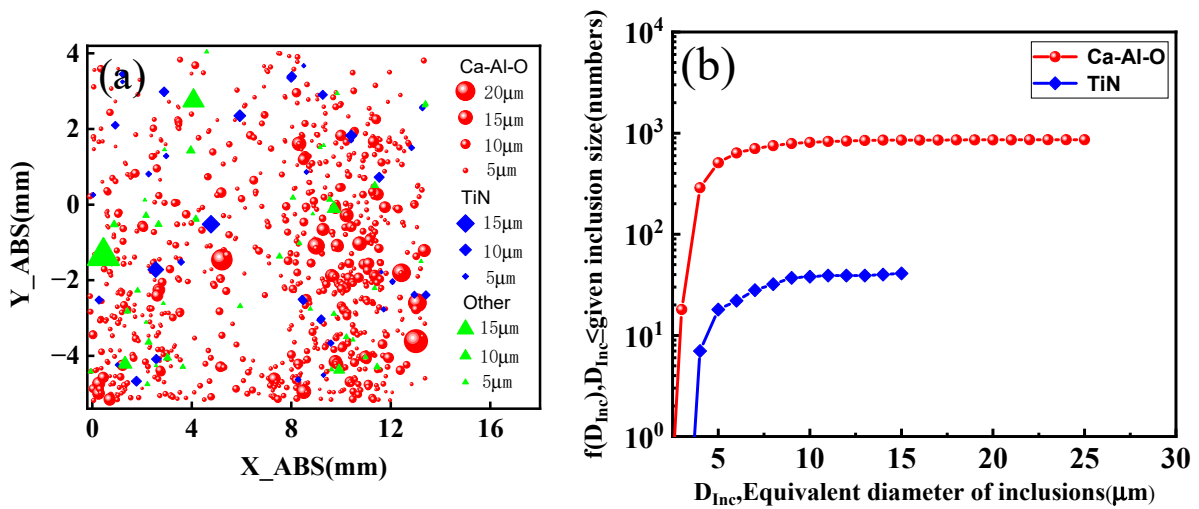 (a)
Y_ABS(mm)
4
2
0
−2
−4
0
4
8
12
16
X_ABS(mm)
Ca-Al-O
20μm
15μm
10μm
5μm
TiN
15μm
10μm
5μm
Other
15μm
10μm
5μm
(b)
f(D_Inc),D_Inc≤given inclusion size(numbers)
10⁴
10³
10²
10¹
10⁰
5
10
15
20
25
30
D_Inc,Equivalent diameter of inclusions(μm)
Ca-Al-O
TiN